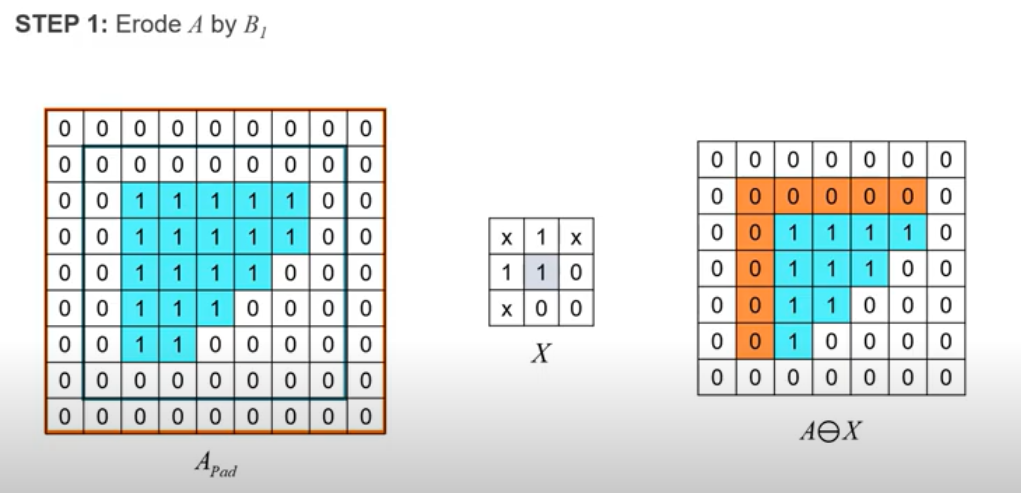 STEP 1: Erode A by B₁
0 0 0 0 0 0 0 0 0
0 0 0 0 0 0 0 0 0
0 0 1 1 1 1 1 0 0
0 0 1 1 1 1 1 0 0
0 0 1 1 1 1 0 0 0
0 0 1 1 1 0 0 0 0
0 0 1 1 0 0 0 0 0
0 0 0 0 0 0 0 0 0
0 0 0 0 0 0 0 0 0
A_Pad
x 1 x
1 1 0
x 0 0
X
0 0 0 0 0 0 0
0 0 0 0 0 0 0
0 0 1 1 1 1 0
0 0 1 1 1 0 0
0 0 1 1 0 0 0
0 0 1 0 0 0 0
0 0 0 0 0 0 0
A⊖X